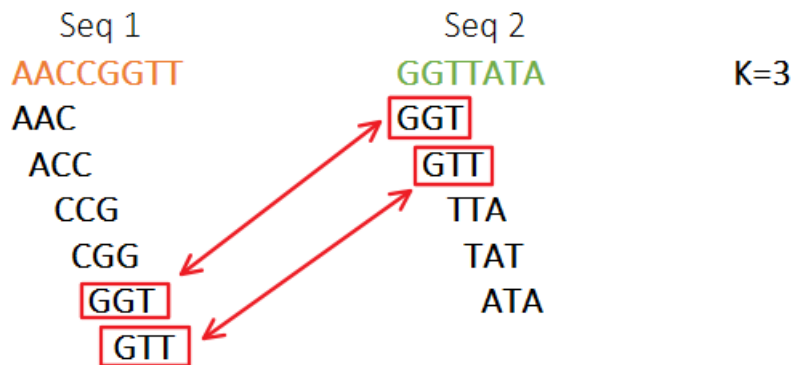 Seq 1 Seq 2
AACCGGTT GGTTATA K=3
AAC GGT
ACC GTT
CCG TTA
CGG TAT
GGT ATA
GTT